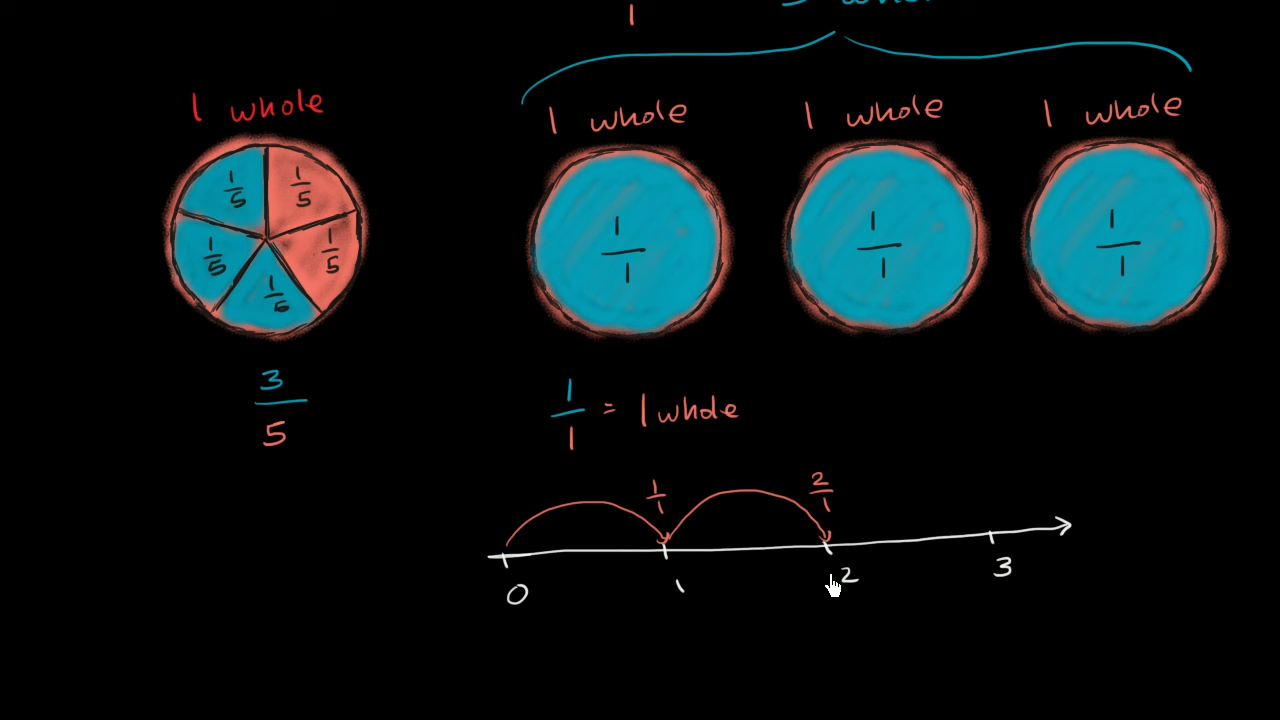 1
1 whole
1 whole
1 whole
1 whole
1/5 1/5
1/5 1/5
1/5
1/1
1/1
1/1
3/5
1/1 = 1 whole
1/1 2/1
0 1 2 3